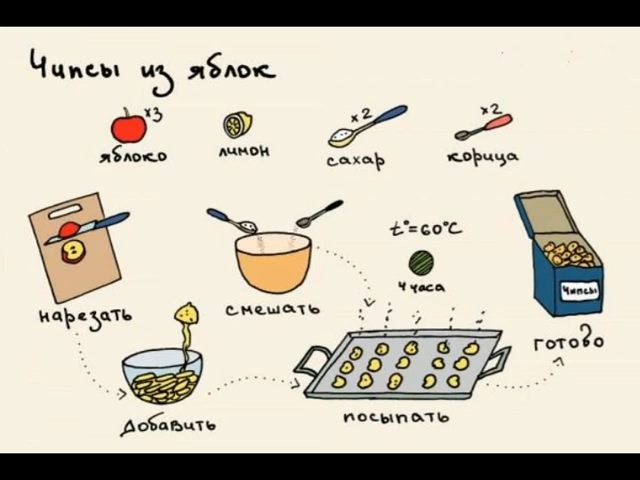 Чипсы из яблок
x3
яблоко
лимон
x2
сахар
x2
корица
нарезать
смешать
t°=60°C
4 часа
чипсы
готово
добавить
посыпать